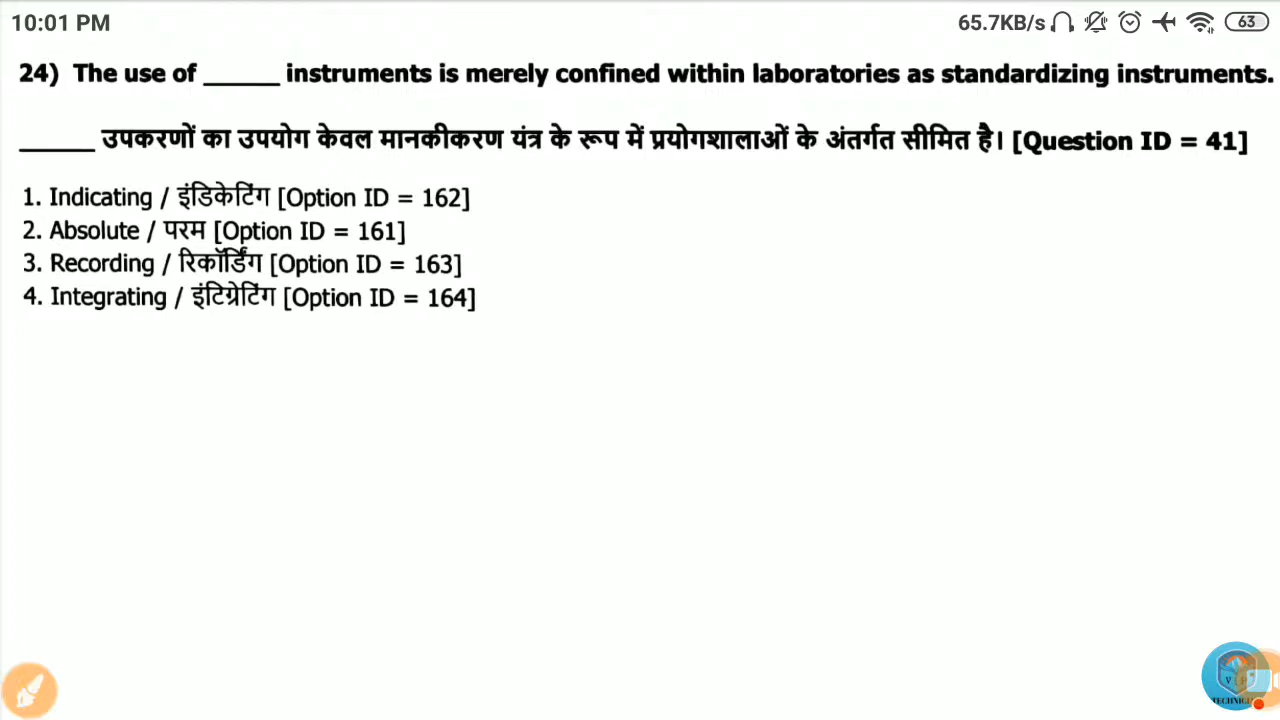 10:01 PM
65.7KB/s
63
24) The use of _____ instruments is merely confined within laboratories as standardizing instruments.
_____ उपकरणों का उपयोग केवल मानकीकरण यंत्र के रूप में प्रयोगशालाओं के अंतर्गत सीमित है। [Question ID = 41]
1. Indicating / इंडिकेटिंग [Option ID = 162]
2. Absolute / परम [Option ID = 161]
3. Recording / रिकॉर्डिंग [Option ID = 163]
4. Integrating / इंटिग्रेटिंग [Option ID = 164]